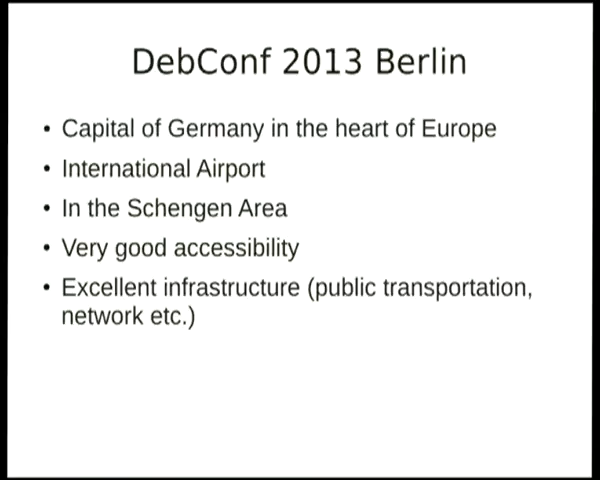 DebConf 2013 Berlin
• Capital of Germany in the heart of Europe
• International Airport
• In the Schengen Area
• Very good accessibility
• Excellent infrastructure (public transportation,
network etc.)